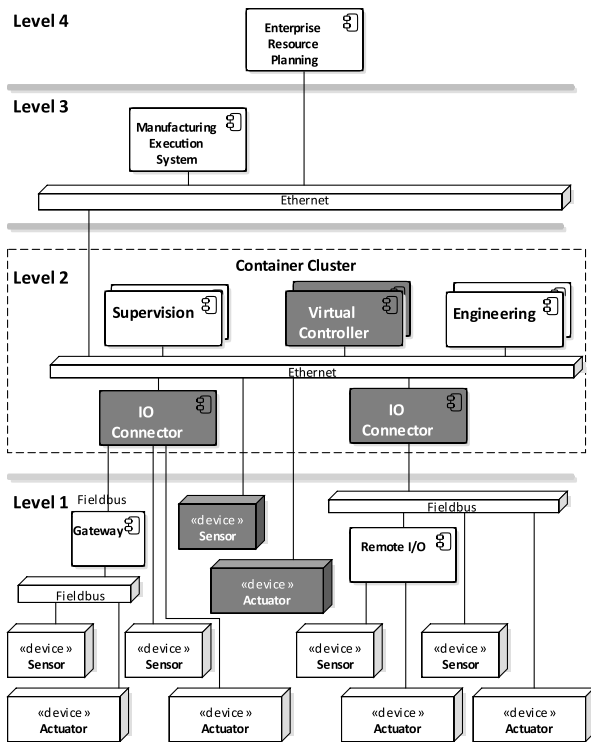 Level 4
Enterprise
Resource
Planning
Level 3
Manufacturing
Execution
System
Ethernet
Level 2
Container Cluster
Supervision
Virtual
Controller
Engineering
Ethernet
IO
Connector
IO
Connector
Level 1
Fieldbus
Gateway
Fieldbus
«device »
Sensor
«device »
Actuator
Fieldbus
Remote I/O
«device »
Sensor
«device »
Sensor
«device »
Sensor
«device »
Sensor
«device »
Actuator
«device »
Actuator
«device »
Actuator
«device »
Actuator